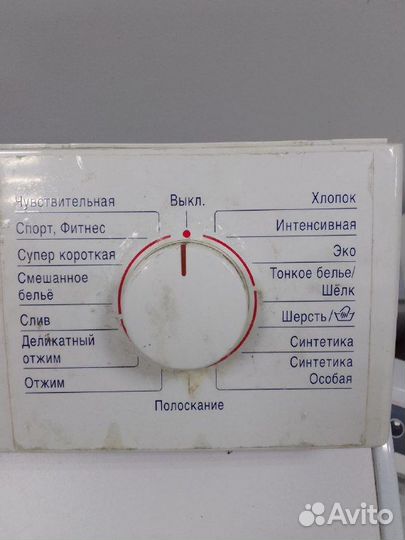 Чувствительная
Спорт, Фитнес
Супер короткая
Смешанное
бельё
Слив
Деликатный
отжим
Отжим
Выкл.
Полоскание
Хлопок
Интенсивная
Эко
Тонкое белье/
Шёлк
Шерсть/
Синтетика
Синтетика
Особая
Avito